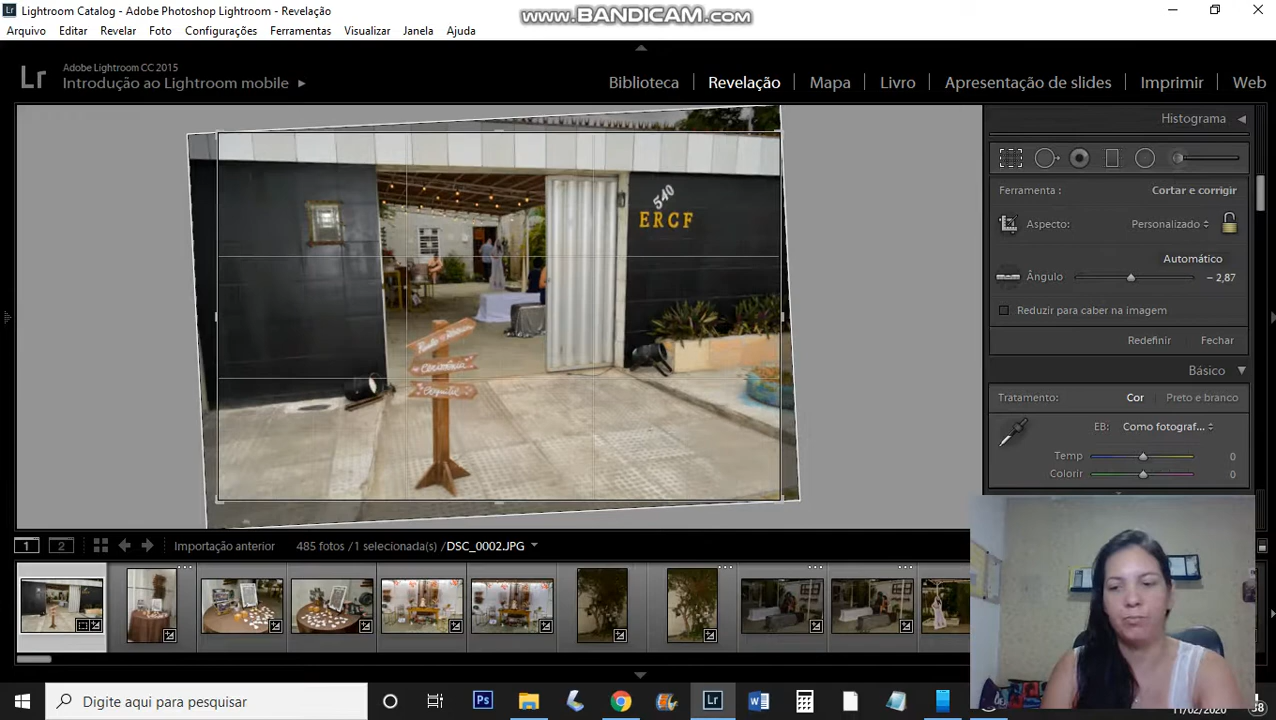 Lightroom Catalog - Adobe Photoshop Lightroom - Revelação
www.BANDICAM.com
Arquivo Editar Revelar Foto Configurações Ferramentas Visualizar Janela Ajuda
Lr
Adobe Lightroom CC 2015
Introdução ao Lightroom mobile
Biblioteca Revelação Mapa Livro Apresentação de slides Imprimir Web
Histograma
Ferramenta : Cortar e corrigir
Aspecto: Personalizado
Automático
Ângulo - 2,87
Reduzir para caber na imagem
Redefinir Fechar
Básico
Tratamento: Cor Preto e branco
EB: Como fotograf...
Temp 0
Colorir 0
540
ERCF
Cerimônia
1 2 Importação anterior 485 fotos /1 selecionada(s) /DSC_0002.JPG
Digite aqui para pesquisar
Ps
Lr
11/02/2020